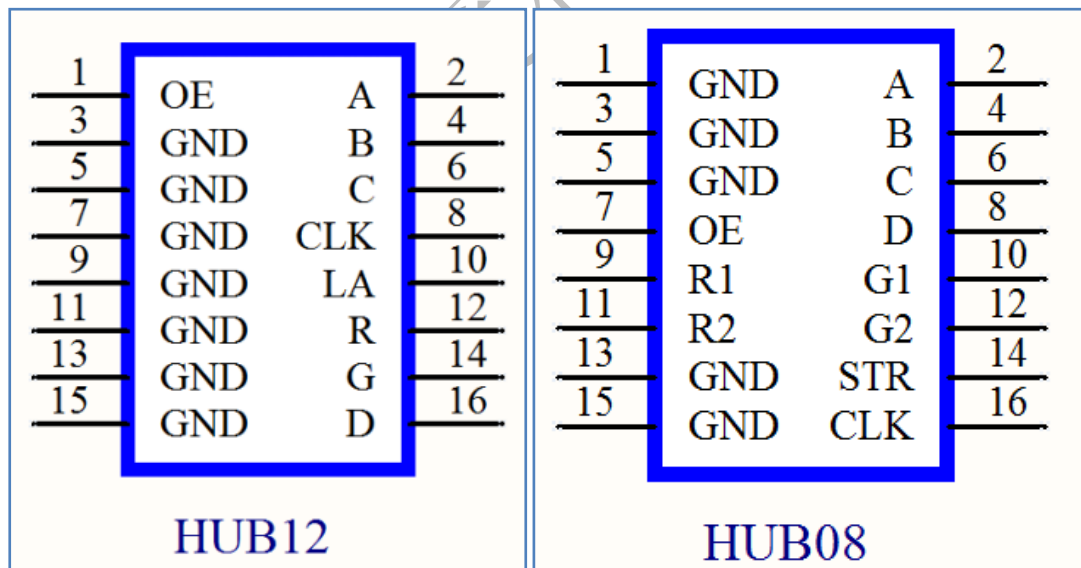 1 OE A 2
3 GND B 4
5 GND C 6
7 GND CLK 8
9 GND LA 10
11 GND R 12
13 GND G 14
15 GND D 16
HUB12
1 GND A 2
3 GND B 4
5 GND C 6
7 OE D 8
9 R1 G1 10
11 R2 G2 12
13 GND STR 14
15 GND CLK 16
HUB08